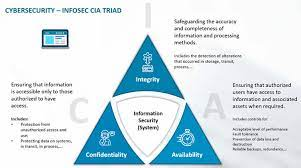 CYBERSECURITY – INFOSEC CIA TRIAD
Safeguarding the accuracy
and completeness
of information and processing
methods.
Includes the detection of alterations
that occurred in storage, transit,
process,...
Integrity
Ensuring that information
is accessible only to those
authorized to have
access.
Includes:
• Protection from
unauthorized access and
use
• Protecting data on systems,
in transit, in process, ...
Information
Security
(System)
Ensuring that authorized
users have access to
information and associated
assets when required.
Includes controls for:
Acceptable level of performance
Fault tolerance
Prevention of data loss and
destruction
Reliable backups, redundancy, ...
Confidentiality
Availability
C
I
A